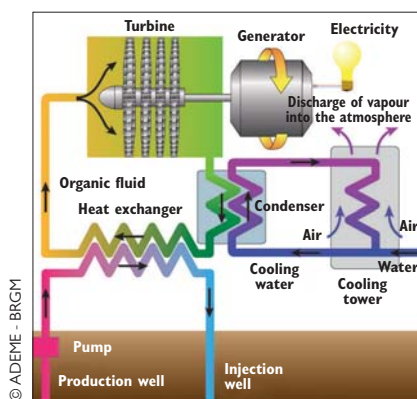 Turbine
Generator
Electricity
Discharge of vapour
into the atmosphere
Organic fluid
Heat exchanger
Condenser
Air
Air
Cooling
water
Water
Cooling
tower
Pump
Production well
Injection
well
© ADEME - BRGM